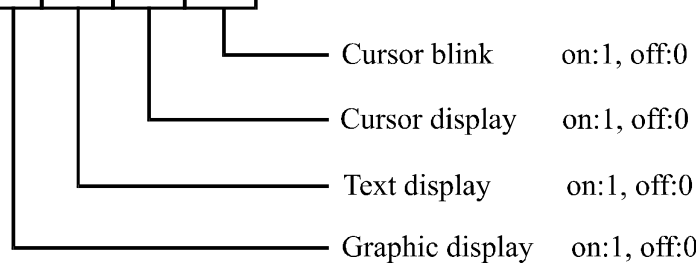 Cursor blink on:1, off:0
Cursor display on:1, off:0
Text display on:1, off:0
Graphic display on:1, off:0